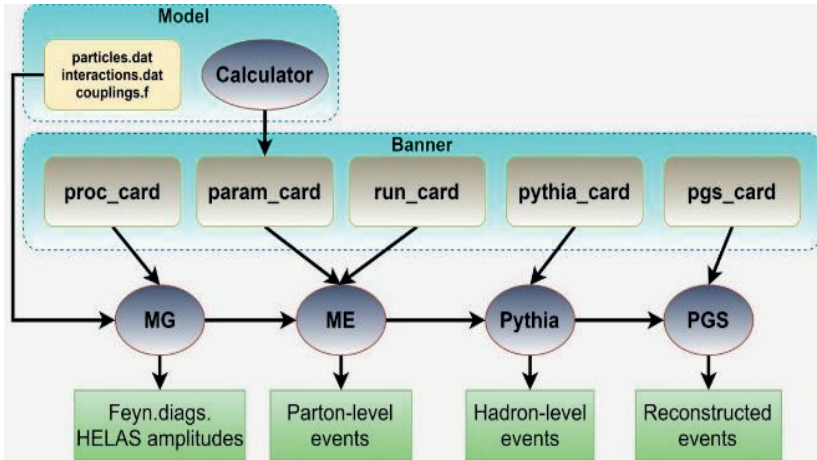 Model
particles.dat
interactions.dat
couplings.f
Calculator
Banner
proc_card
param_card
run_card
pythia_card
pgs_card
MG
ME
Pythia
PGS
Feyn.diags.
HELAS amplitudes
Parton-level
events
Hadron-level
events
Reconstructed
events